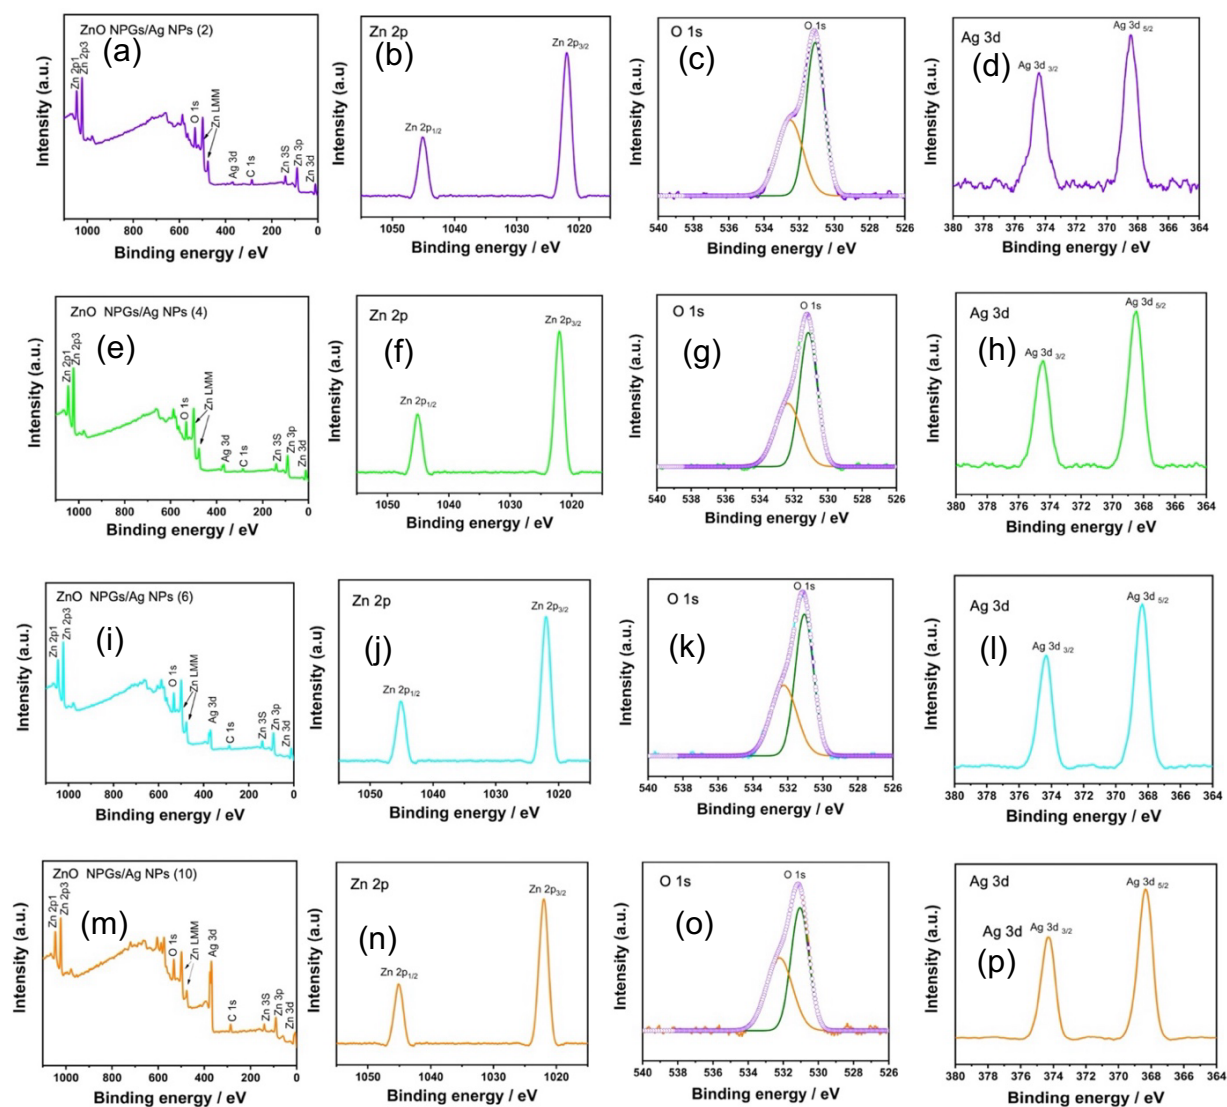 ZnO NPGs/Ag NPs (2)
(a)
Zn 2p1
Zn 2p3
O 1s
Zn LMM
Ag 3d
C 1s
Zn 3S
Zn 3p
Zn 3d
Intensity (a.u.)
1000 800 600 400 200 0
Binding energy / eV
Zn 2p
(b)
Zn 2p1/2
Zn 2p3/2
Intensity (a.u.)
1050 1040 1030 1020
Binding energy / eV
O 1s
(c)
O 1s
Intensity (a.u.)
540 538 536 534 532 530 528 526
Binding energy / eV
Ag 3d
(d)
Ag 3d 3/2
Ag 3d 5/2
Intensity (a.u.)
380 378 376 374 372 370 368 366 364
Binding energy / eV
ZnO NPGs/Ag NPs (4)
(e)
Zn 2p1
Zn 2p3
O 1s
Zn LMM
Ag 3d
C 1s
Zn 3S
Zn 3p
Zn 3d
Intensity (a.u.)
1000 800 600 400 200 0
Binding energy / eV
Zn 2p
(f)
Zn 2p1/2
Zn 2p3/2
Intensity (a.u)
1050 1040 1030 1020
Binding energy / eV
O 1s
(g)
O 1s
Intensity (a.u.)
540 538 536 534 532 530 528 526
Binding energy / eV
Ag 3d
(h)
Ag 3d 3/2
Ag 3d 5/2
Intensity (a.u.)
380 378 376 374 372 370 368 366 364
Binding energy / eV
ZnO NPGs/Ag NPs (6)
(i)
Zn 2p1
Zn 2p3
O 1s
Zn LMM
Ag 3d
C 1s
Zn 3S
Zn 3p
Zn 3d
Intensity (a.u.)
1000 800 600 400 200 0
Binding energy / eV
Zn 2p
(j)
Zn 2p1/2
Zn 2p3/2
Intensity (a.u)
1050 1040 1030 1020
Binding energy / eV
O 1s
(k)
O 1s
Intensity (a.u.)
540 538 536 534 532 530 528 526
Binding energy / eV
Ag 3d
(l)
Ag 3d 3/2
Ag 3d 5/2
Intensity (a.u.)
380 378 376 374 372 370 368 366 364
Binding energy / eV
ZnO NPGs/Ag NPs (10)
(m)
Zn 2p1
Zn 2p3
O 1s
Zn LMM
Ag 3d
C 1s
Zn 3S
Zn 3p
Zn 3d
Intensity (a.u.)
1000 800 600 400 200 0
Binding energy / eV
Zn 2p
(n)
Zn 2p1/2
Zn 2p3/2
Intensity (a.u.)
1050 1040 1030 1020
Binding energy / eV
O 1s
(o)
O 1s
Intensity (a.u.)
540 538 536 534 532 530 528 526
Binding energy / eV
Ag 3d
Ag 3d
(p)
Ag 3d 3/2
Ag 3d 5/2
Intensity (a.u.)
380 378 376 374 372 370 368 366 364
Binding energy / eV